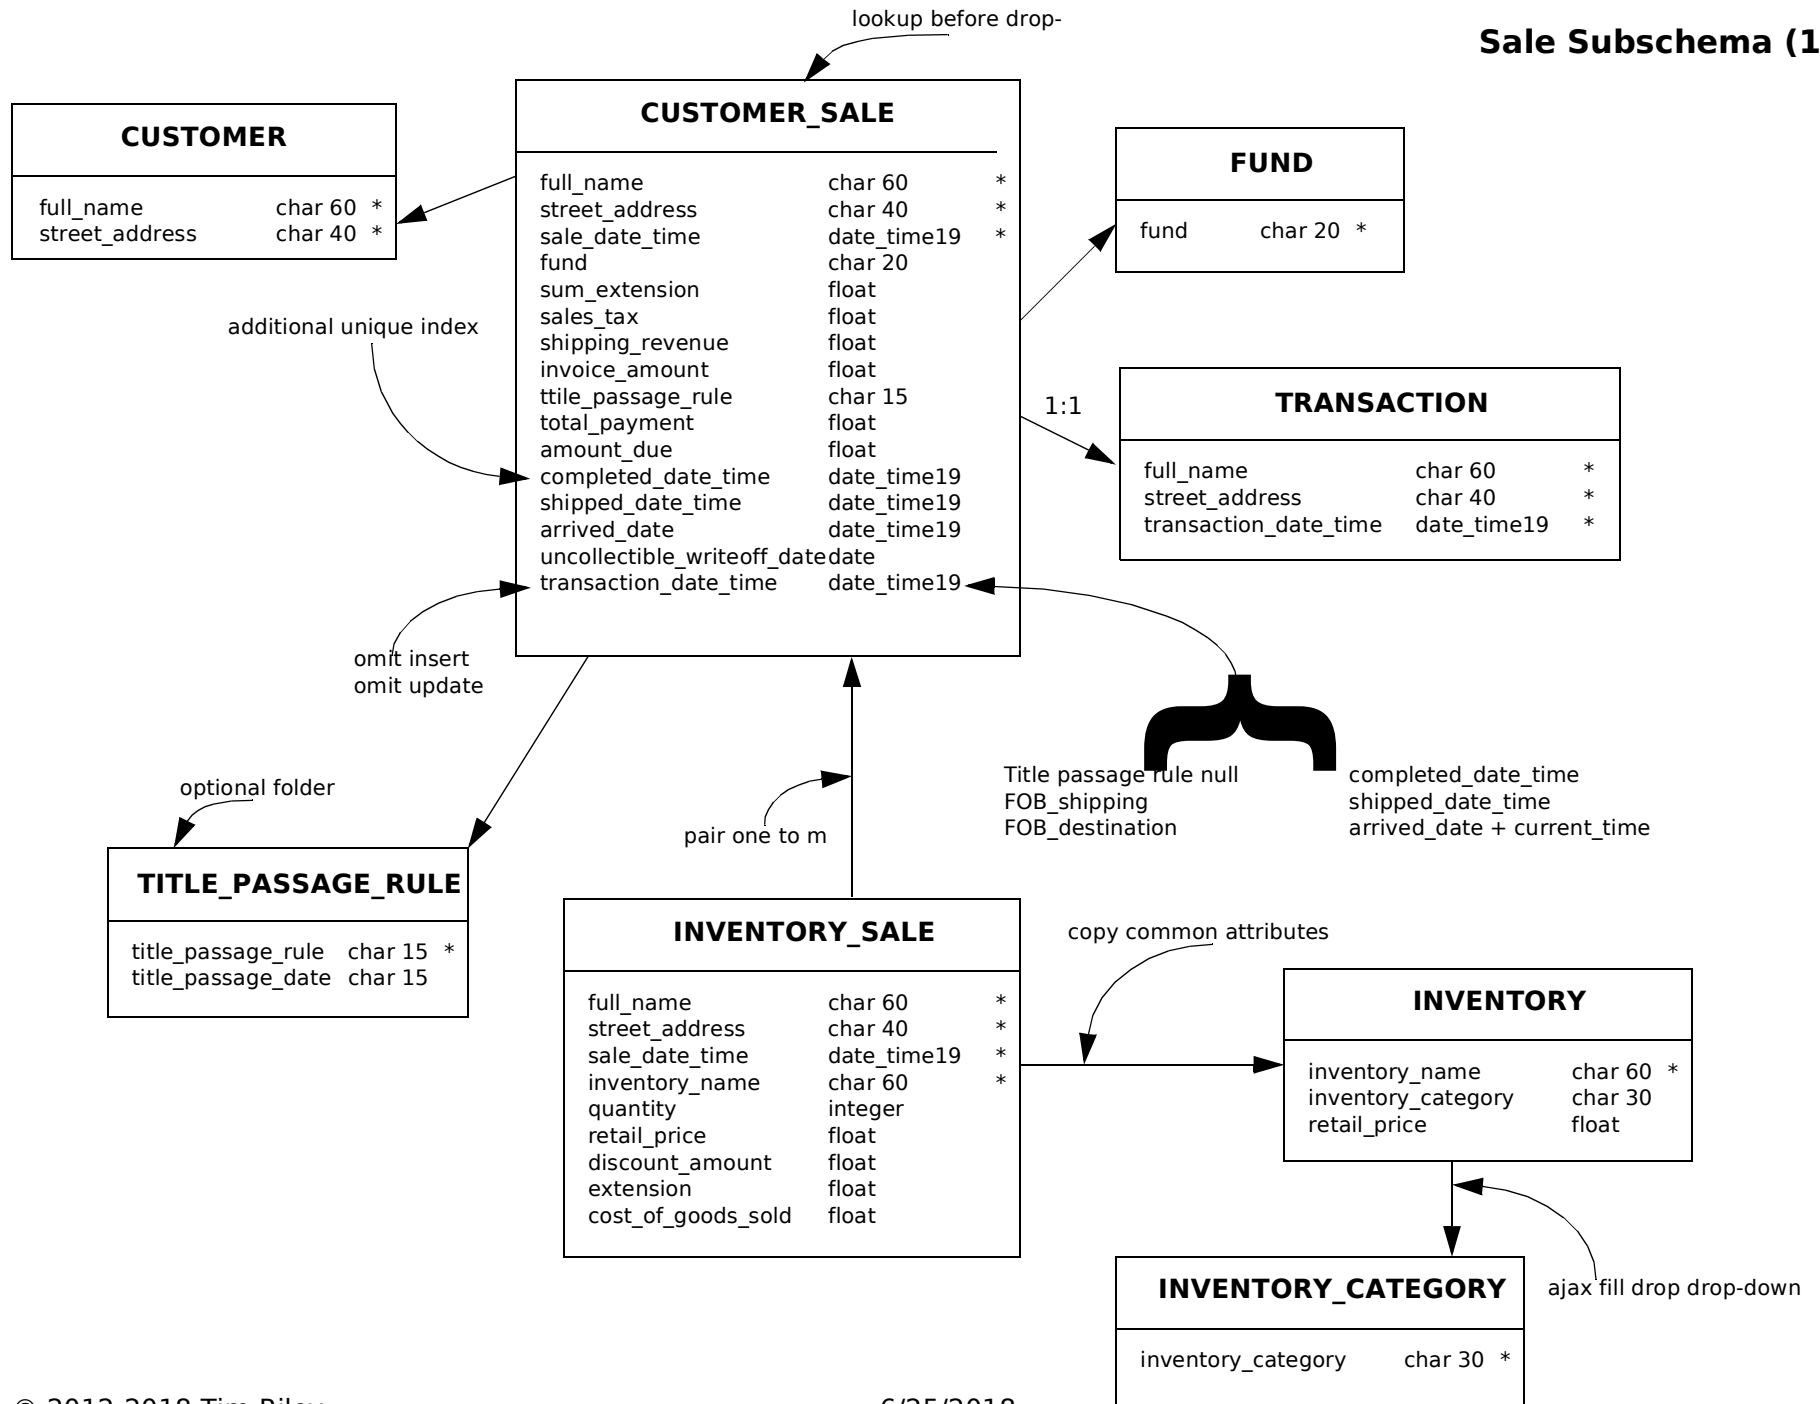 lookup before drop-
Sale Subschema (1
CUSTOMER
full_name char 60 *
street_address char 40 *
CUSTOMER_SALE
full_name char 60 *
street_address char 40 *
sale_date_time date_time19 *
fund char 20
sum_extension float
sales_tax float
shipping_revenue float
invoice_amount float
ttile_passage_rule char 15
total_payment float
amount_due float
completed_date_time date_time19
shipped_date_time date_time19
arrived_date date_time19
uncollectible_writeoff_date date
transaction_date_time date_time19
FUND
fund char 20 *
additional unique index
1:1
TRANSACTION
full_name char 60 *
street_address char 40 *
transaction_date_time date_time19 *
omit insert
omit update
optional folder
pair one to m
Title passage rule null completed_date_time
FOB_shipping shipped_date_time
FOB_destination arrived_date + current_time
TITLE_PASSAGE_RULE
title_passage_rule char 15 *
title_passage_date char 15
INVENTORY_SALE
full_name char 60 *
street_address char 40 *
sale_date_time date_time19 *
inventory_name char 60 *
quantity integer
retail_price float
discount_amount float
extension float
cost_of_goods_sold float
copy common attributes
INVENTORY
inventory_name char 60 *
inventory_category char 30
retail_price float
ajax fill drop drop-down
INVENTORY_CATEGORY
inventory_category char 30 *
© 2012-2018 Tim Riley
6/25/2018